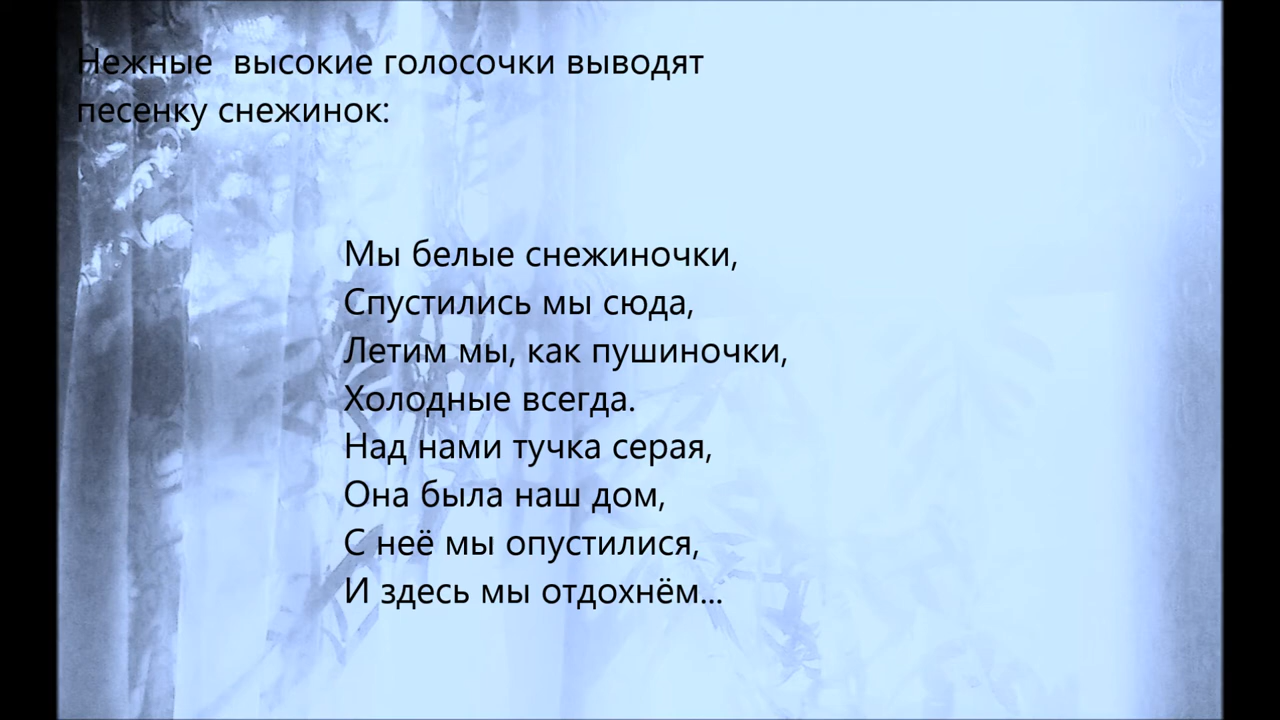 Нежные  высокие голосочки выводят
песенку снежинок:
Мы белые снежиночки,
Спустились мы сюда,
Летим мы, как пушиночки,
Холодные всегда.
Над нами тучка серая,
Она была наш дом,
С неё мы опустилися,
И здесь мы отдохнём...